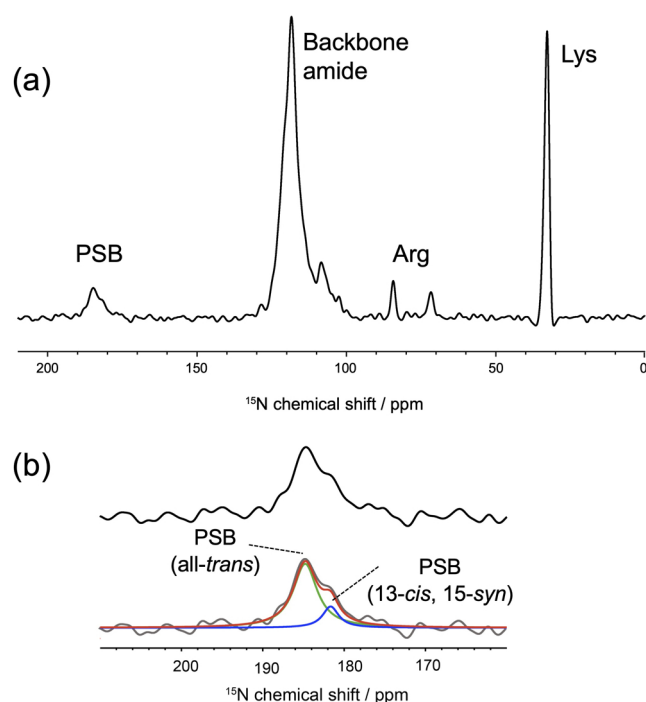 (a)
Backbone
amide
Lys
PSB
Arg
200 150 100 50 0
¹⁵N chemical shift / ppm
(b)
PSB
(all-trans)
PSB
(13-cis, 15-syn)
200 190 180 170
¹⁵N chemical shift / ppm